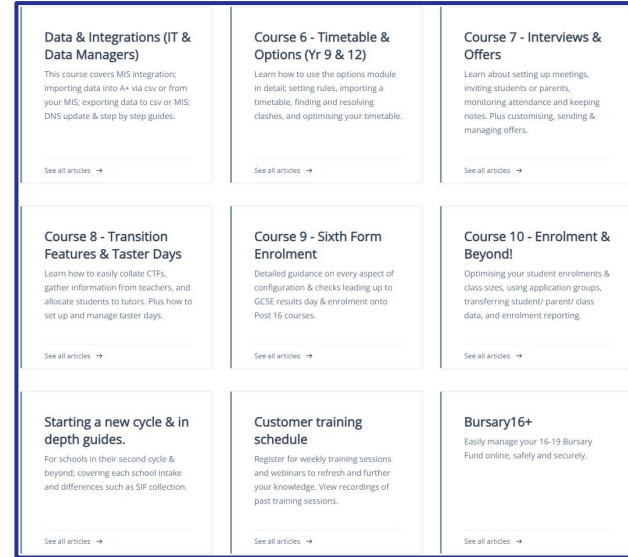 Data & Integrations (IT &
Data Managers)
This course covers MIS integration;
importing data into A+ via csv or from
your MIS; exporting data to csv or MIS;
DNS update & step by step guides.
See all articles →
Course 6 - Timetable &
Options (Yr 9 & 12)
Learn how to use the options module
in detail; setting rules, importing a
timetable, finding and resolving
clashes, and optimising your timetable.
See all articles →
Course 7 - Interviews &
Offers
Learn about setting up meetings,
inviting students or parents,
monitoring attendance and keeping
notes. Plus customising, sending &
managing offers.
See all articles →
Course 8 - Transition
Features & Taster Days
Learn how to easily collate CTFs,
gather information from teachers, and
allocate students to tutors. Plus how to
set up and manage taster days.
See all articles →
Course 9 - Sixth Form
Enrolment
Detailed guidance on every aspect of
configuration & checks leading up to
GCSE results day & enrolment onto
Post 16 courses.
See all articles →
Course 10 - Enrolment &
Beyond!
Optimising your student enrolments &
class sizes, using application groups,
transferring student/ parent/ class
data, and enrolment reporting.
See all articles →
Starting a new cycle & in
depth guides.
For schools in their second cycle &
beyond; covering each school intake
and differences such as SIF collection.
See all articles →
Customer training
schedule
Register for weekly training sessions
and webinars to refresh and further
your knowledge. View recordings of
past training sessions.
See all articles →
Bursary16+
Easily manage your 16-19 Bursary
Fund online, safely and securely.
See all articles →